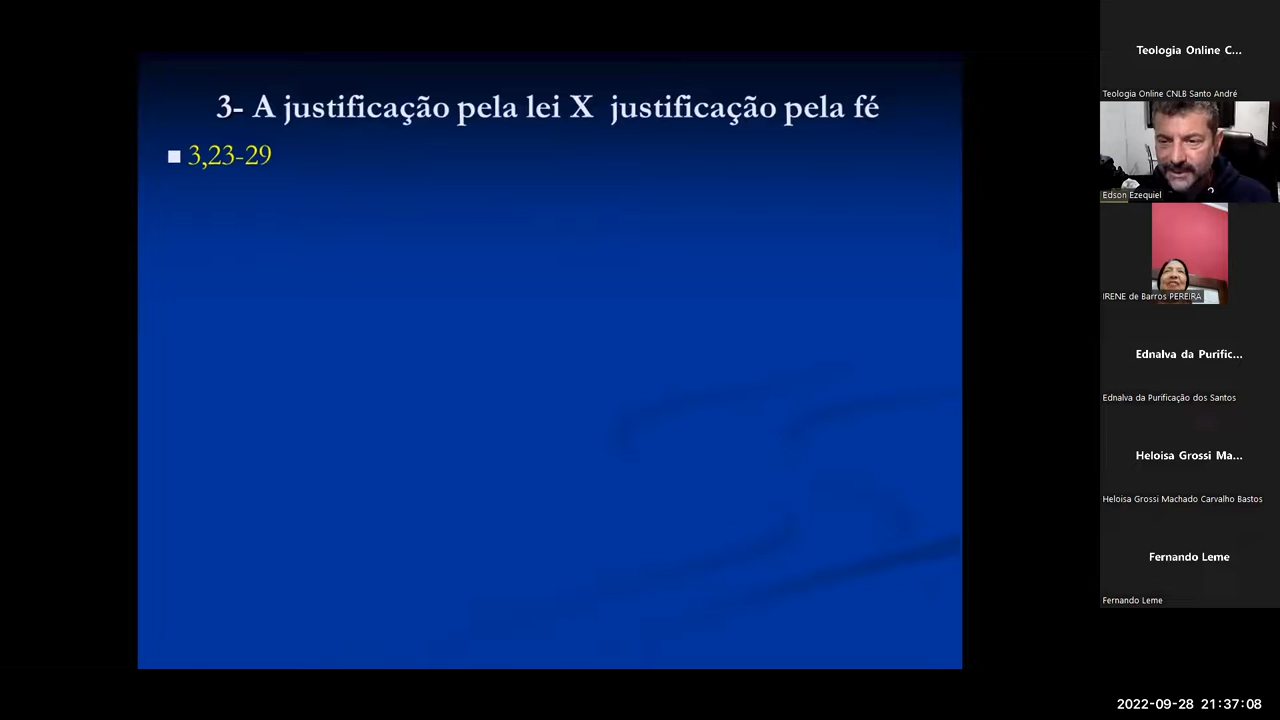 3- A justificação pela lei X justificação pela fé
3,23-29
Teologia Online C...
Teologia Online CNLB Santo André
Edson Ezequiel
IRENE de Barros PEREIRA
Ednalva da Purific...
Ednalva da Purificação dos Santos
Heloisa Grossi Ma...
Heloisa Grossi Machado Carvalho Bastos
Fernando Leme
Fernando Leme
2022-09-28 21:37:08